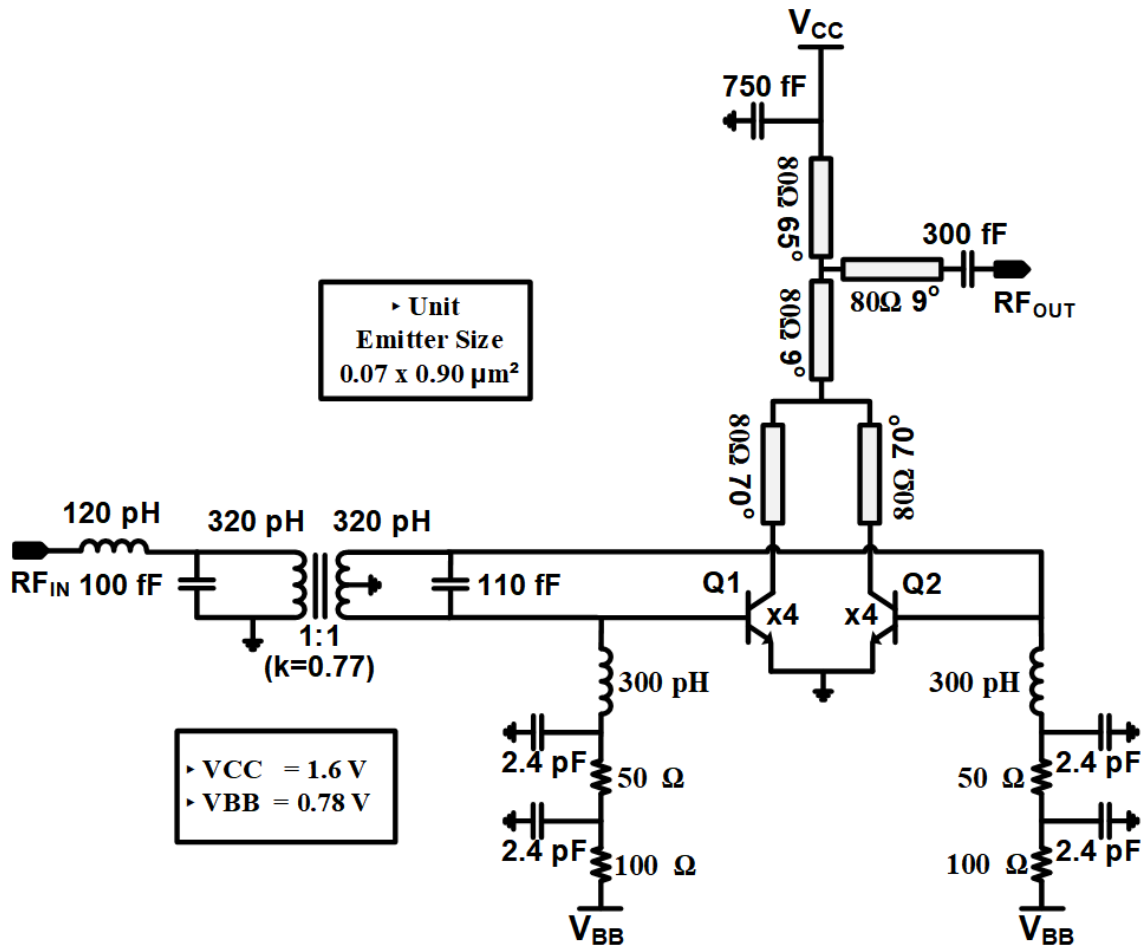 VCC
750 fF
80Ω 65°
300 fF
80Ω 9°
RFOUT
80Ω 9°
‣ Unit
Emitter Size
0.07 x 0.90 µm²
80Ω 70°
80Ω 70°
120 pH
320 pH
320 pH
RFIN
100 fF
110 fF
Q1
Q2
x4
x4
1:1
(k=0.77)
300 pH
300 pH
2.4 pF
50 Ω
50 Ω
2.4 pF
‣ VCC = 1.6 V
‣ VBB = 0.78 V
2.4 pF
100 Ω
100 Ω
2.4 pF
VBB
VBB